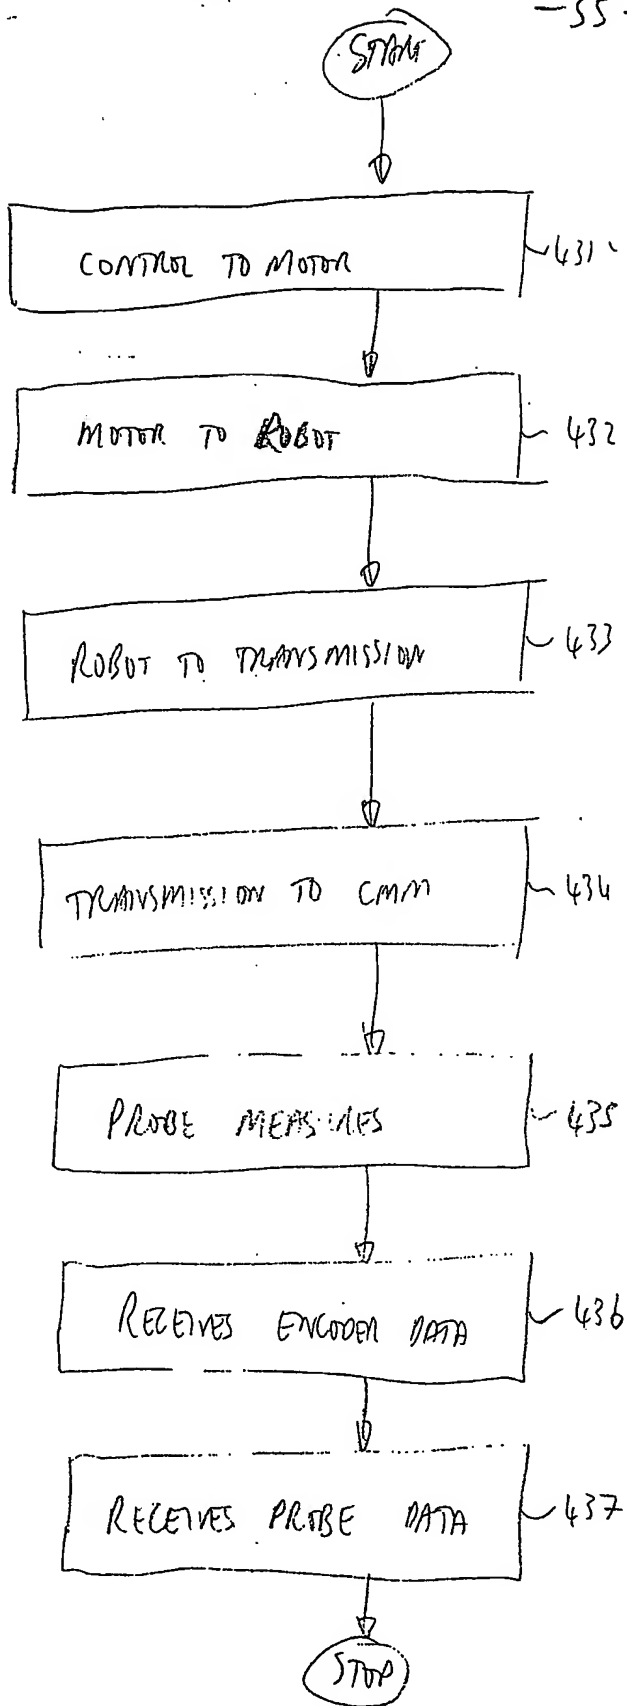 -55-
START
CONTROL TO MOTOR
431
MOTOR TO ROBOT
432
ROBOT TO TRANSMISSION
433
TRANSMISSION TO CMM
434
PROBE MEASURES
435
RECEIVES ENCODER DATA
436
RECEIVES PROBE DATA
437
STOP